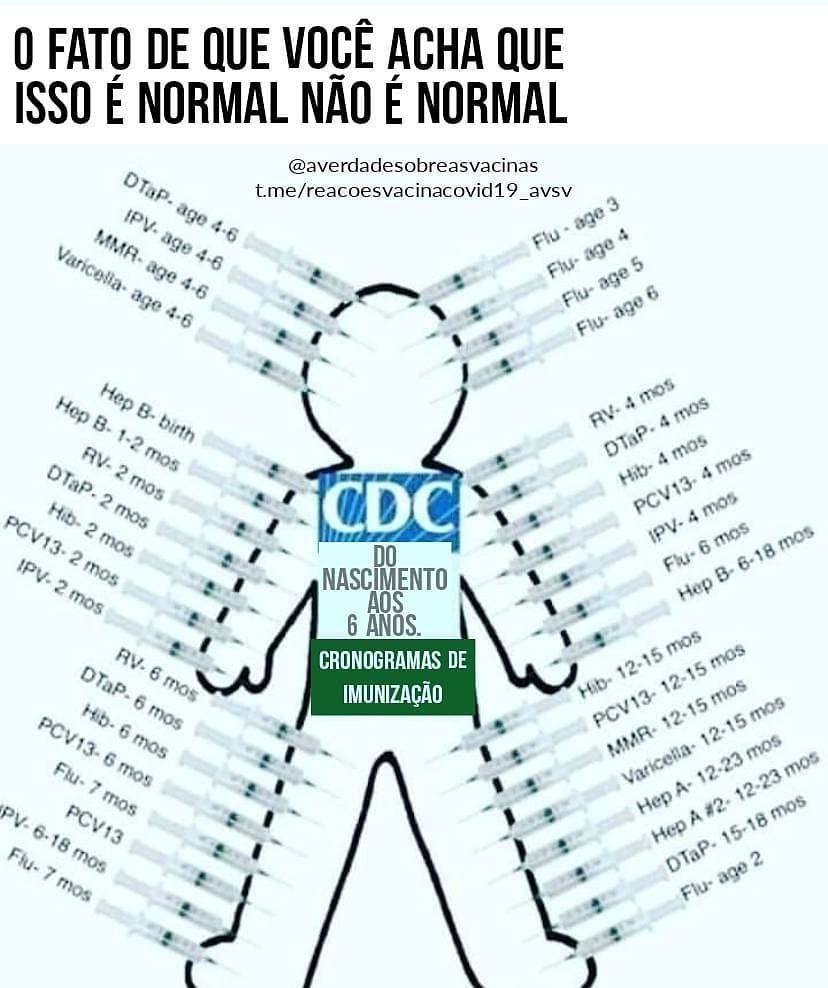 O FATO DE QUE VOCÊ ACHA QUE
ISSO É NORMAL NÃO É NORMAL
@averdadesobreasvacinas
t.me/reacoesvacinacovid19_avsv
DTaP- age 4-6
IPV- age 4-6
MMR- age 4-6
Varicella- age 4-6
Flu - age 3
Flu- age 4
Flu- age 5
Flu- age 6
Hep B- birth
Hep B- 1-2 mos
RV- 2 mos
DTaP- 2 mos
Hib- 2 mos
PCV13- 2 mos
IPV- 2 mos
RV- 4 mos
DTaP- 4 mos
Hib- 4 mos
PCV13- 4 mos
IPV- 4 mos
Flu- 6 mos
Hep B- 6-18 mos
CDC
DO
NASCIMENTO
AOS
6 ANOS.
CRONOGRAMAS DE
IMUNIZAÇÃO
RV- 6 mos
DTaP- 6 mos
Hib- 6 mos
PCV13- 6 mos
Flu- 7 mos
PCV13
IPV- 6-18 mos
Flu- 7 mos
Hib- 12-15 mos
PCV13- 12-15 mos
MMR- 12-15 mos
Varicella- 12-15 mos
Hep A- 12-23 mos
Hep A #2- 12-23 mos
DTaP- 15-18 mos
Flu- age 2